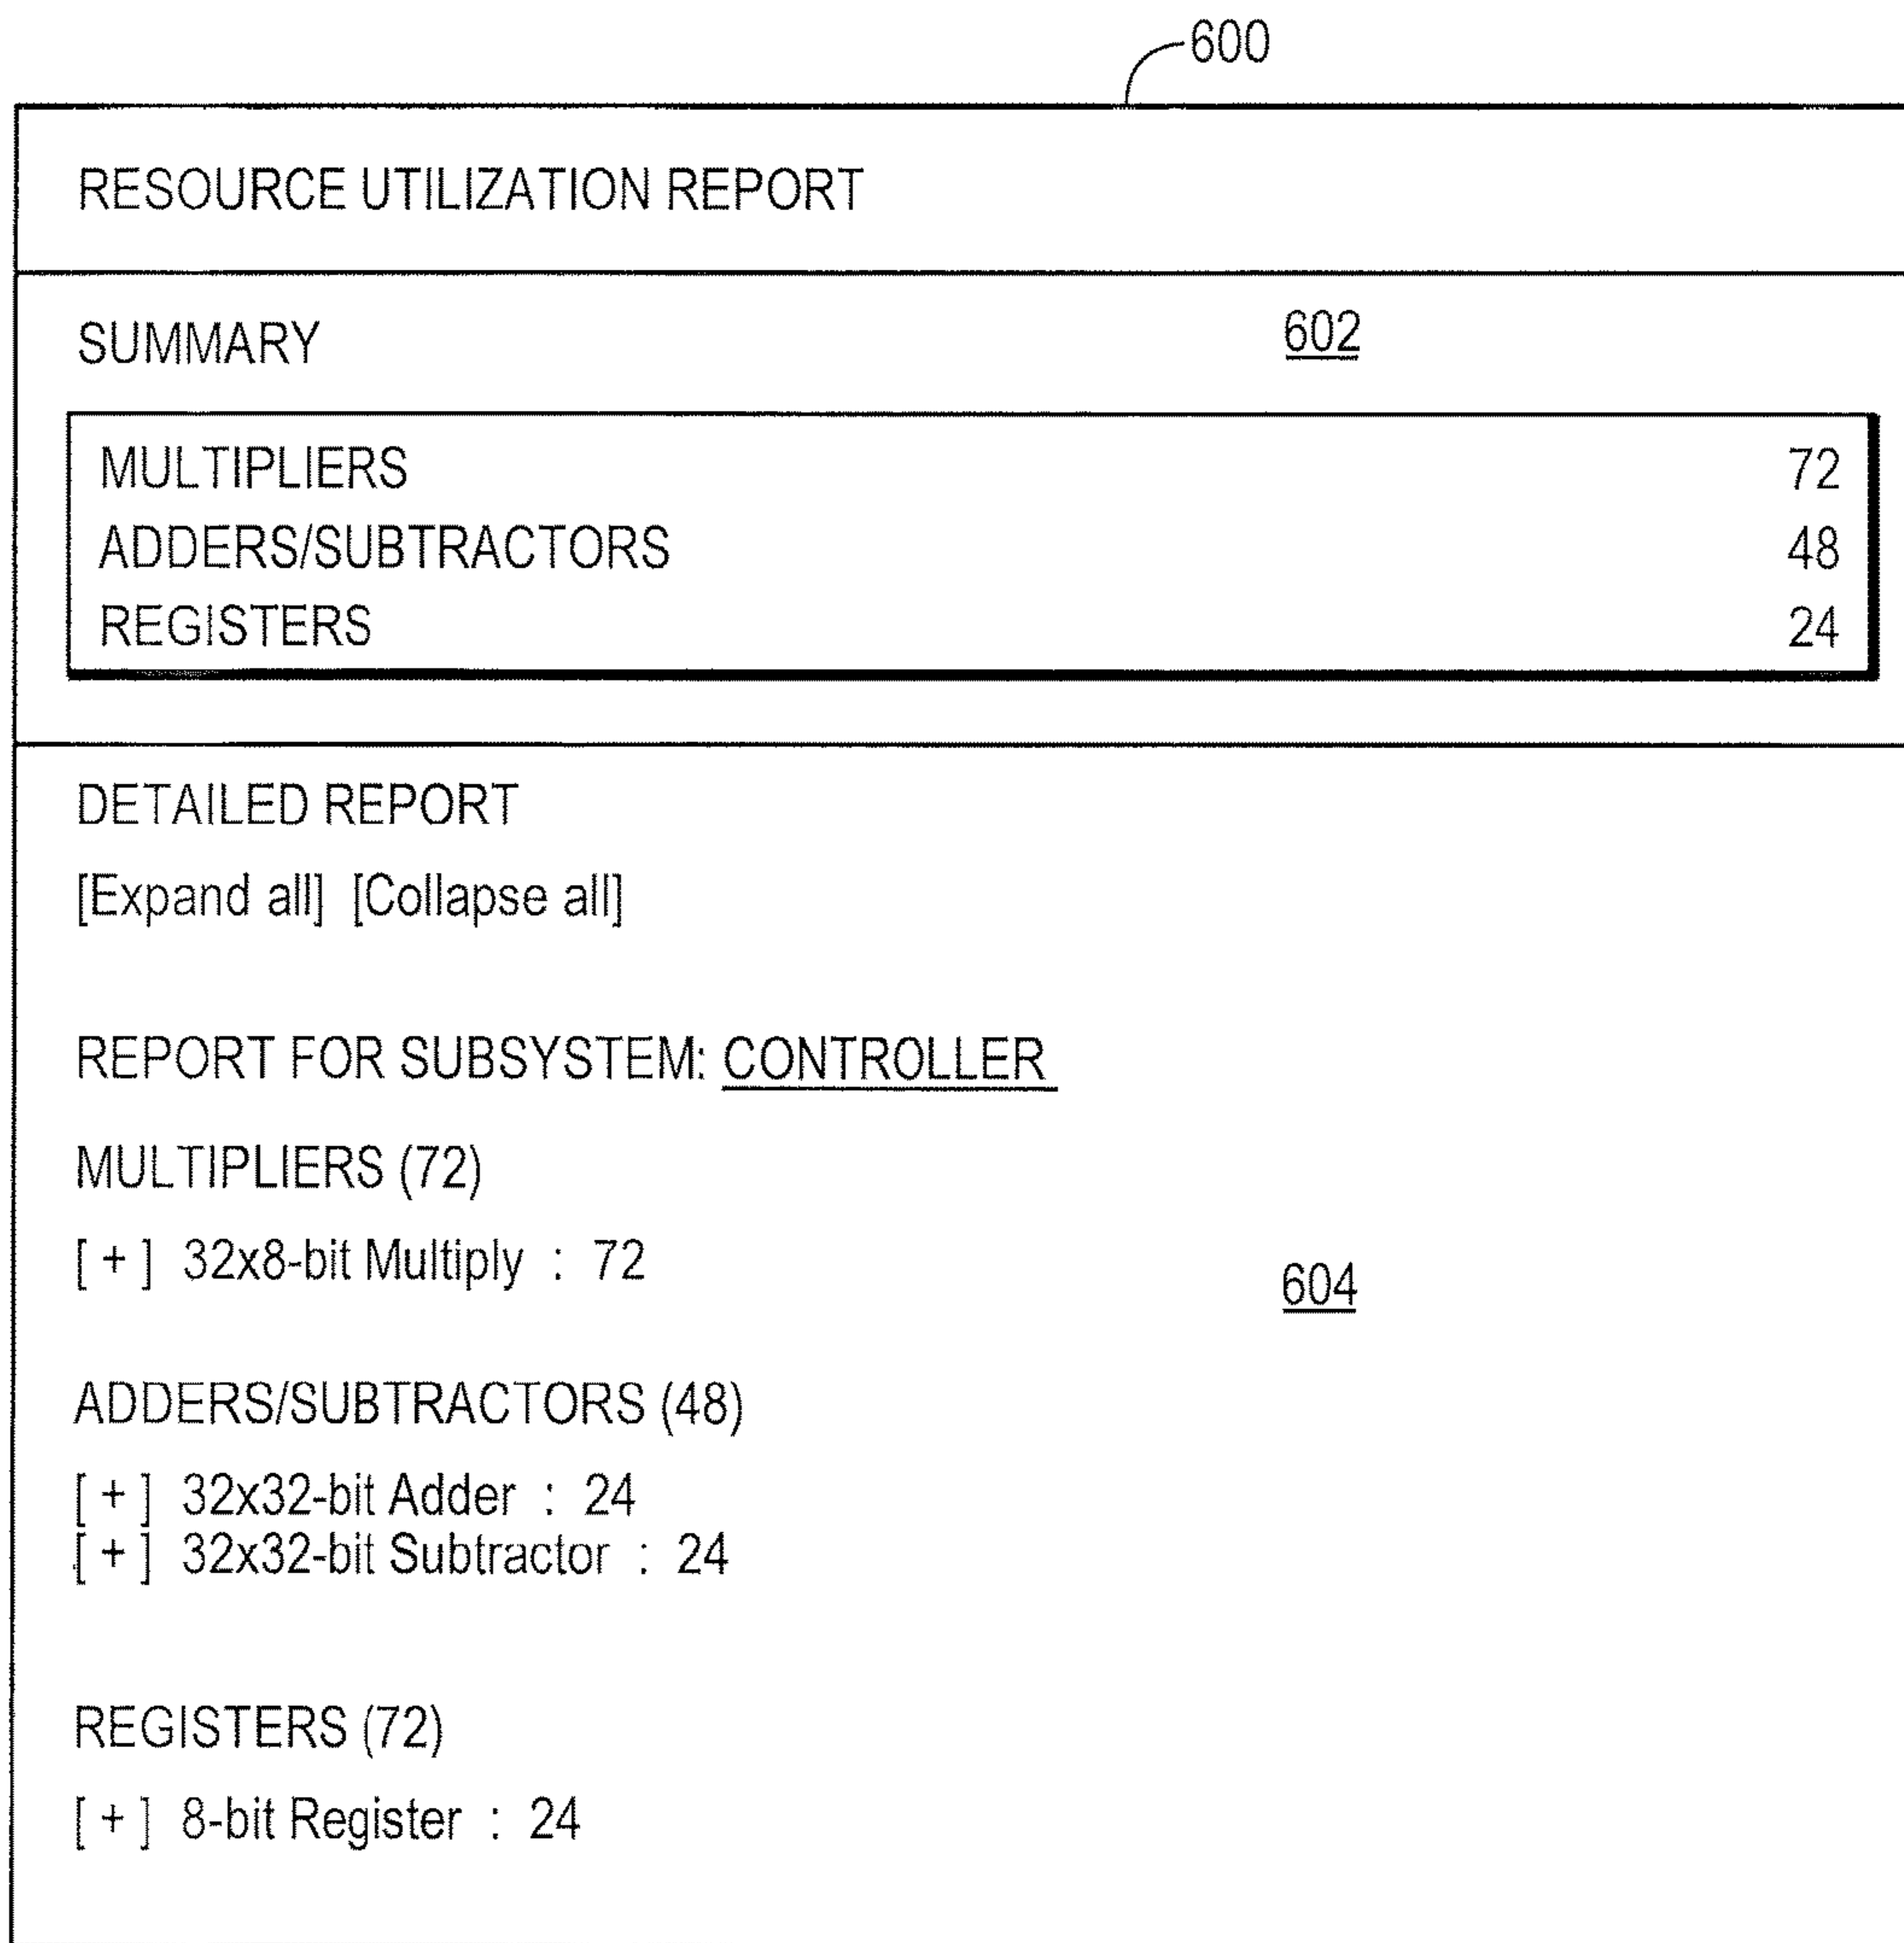 600
RESOURCE UTILIZATION REPORT
SUMMARY 602
MULTIPLIERS 72
ADDERS/SUBTRACTORS 48
REGISTERS 24
DETAILED REPORT
[Expand all] [Collapse all]
REPORT FOR SUBSYSTEM: CONTROLLER
MULTIPLIERS (72)
[ + ] 32x8-bit Multiply : 72
604
ADDERS/SUBTRACTORS (48)
[ + ] 32x32-bit Adder : 24
[ + ] 32x32-bit Subtractor : 24
REGISTERS (72)
[ + ] 8-bit Register : 24